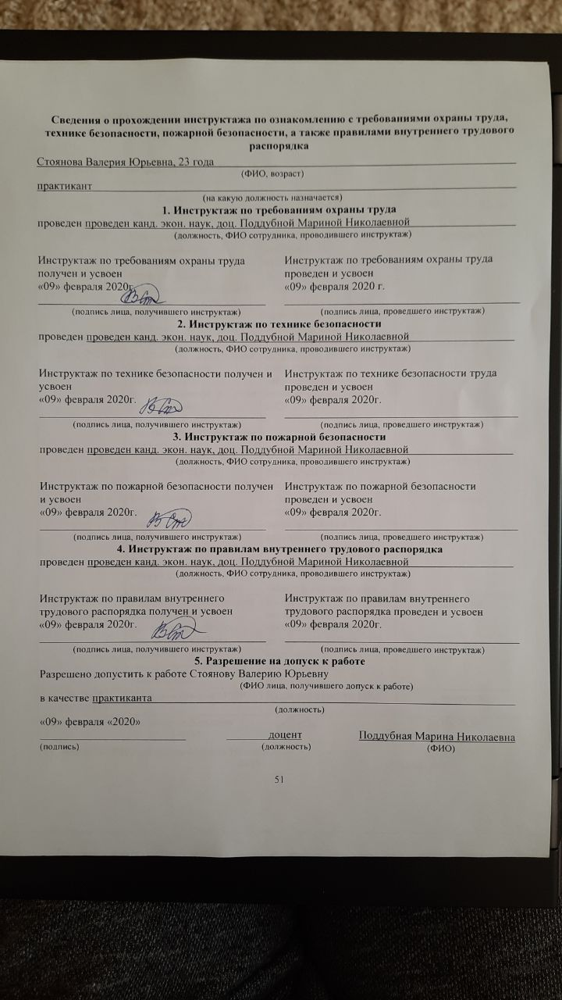 Сведения о прохождении инструктажа по ознакомлению с требованиями охраны труда,
технике безопасности, пожарной безопасности, а также правилами внутреннего трудового
распорядка
Стоянова Валерия Юрьевна, 23 года
(ФИО, возраст)
практикант
(на какую должность назначается)
1. Инструктаж по требованиям охраны труда
проведен проведен канд. экон. наук, доц. Поддубной Мариной Николаевной
(должность, ФИО сотрудника, проводившего инструктаж)
Инструктаж по требованиям охраны труда
получен и усвоен
«09» февраля 2020г.
(подпись лица, получившего инструктаж)
Инструктаж по требованиям охраны труда
проведен и усвоен
«09» февраля 2020 г.
(подпись лица, проведшего инструктаж)
2. Инструктаж по технике безопасности
проведен проведен канд. экон. наук, доц. Поддубной Мариной Николаевной
(должность, ФИО сотрудника, проводившего инструктаж)
Инструктаж по технике безопасности получен и
усвоен
«09» февраля 2020г.
(подпись лица, получившего инструктаж)
Инструктаж по технике безопасности труда
проведен и усвоен
«09» февраля 2020г.
(подпись лица, проведшего инструктаж)
3. Инструктаж по пожарной безопасности
проведен проведен канд. экон. наук, доц. Поддубной Мариной Николаевной
(должность, ФИО сотрудника, проводившего инструктаж)
Инструктаж по пожарной безопасности получен
и усвоен
«09» февраля 2020г.
(подпись лица, получившего инструктаж)
Инструктаж по пожарной безопасности
проведен и усвоен
«09» февраля 2020г.
(подпись лица, проведшего инструктаж)
4. Инструктаж по правилам внутреннего трудового распорядка
проведен проведен канд. экон. наук, доц. Поддубной Мариной Николаевной
(должность, ФИО сотрудника, проводившего инструктаж)
Инструктаж по правилам внутреннего
трудового распорядка получен и усвоен
«09» февраля 2020г.
(подпись лица, получившего инструктаж)
Инструктаж по правилам внутреннего
трудового распорядка проведен и усвоен
«09» февраля 2020г.
(подпись лица, проведшего инструктаж)
5. Разрешение на допуск к работе
Разрешено допустить к работе Стоянову Валерию Юрьевну
(ФИО лица, получившего допуск к работе)
в качестве практиканта
(должность)
«09» февраля «2020»
доцент Поддубная Марина Николаевна
(подпись) (должность) (ФИО)
51